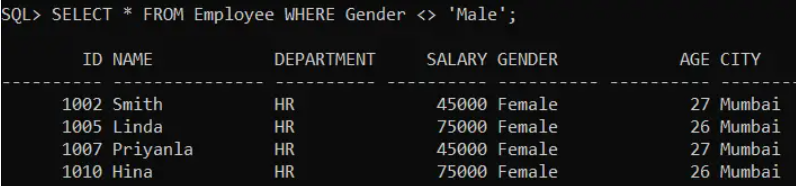 SQL> SELECT * FROM Employee WHERE Gender <> 'Male';
ID NAME DEPARTMENT SALARY GENDER AGE CITY
---------- --------------- ---------- ---------- ---------- ---------- --------
1002 Smith HR 45000 Female 27 Mumbai
1005 Linda HR 75000 Female 26 Mumbai
1007 Priyanla HR 45000 Female 27 Mumbai
1010 Hina HR 75000 Female 26 Mumbai